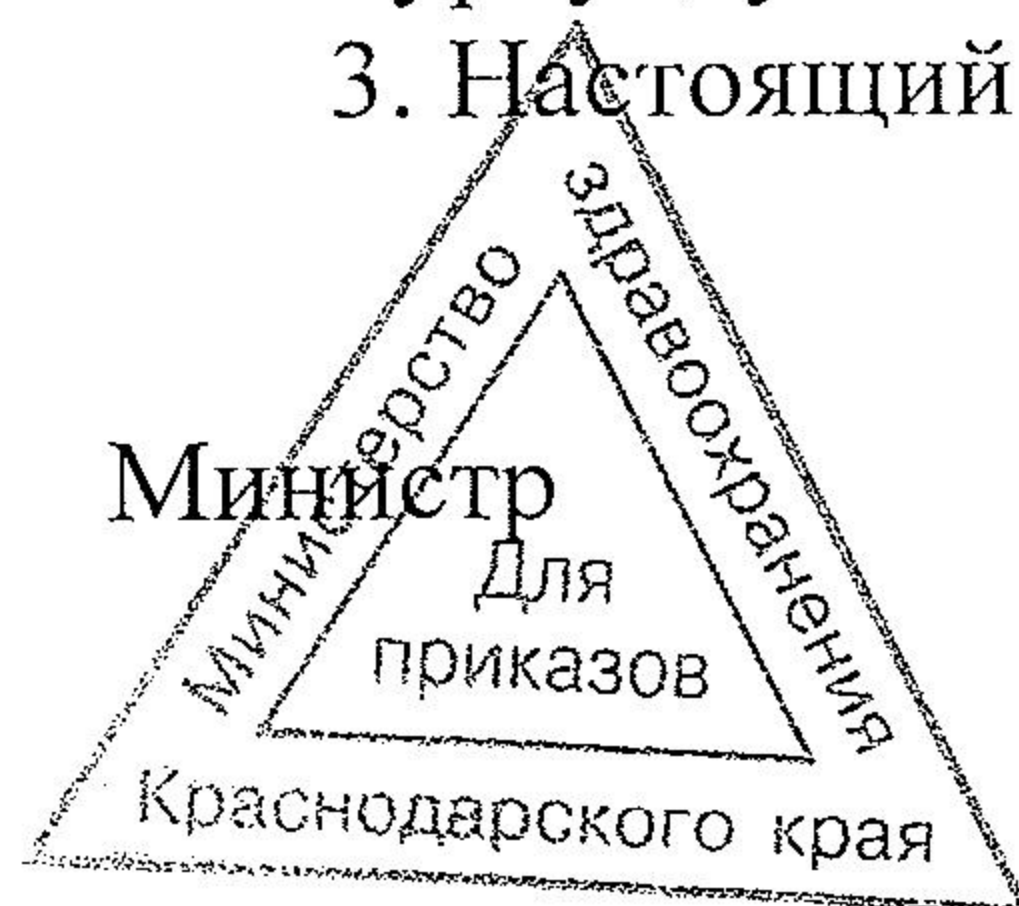 3. Настоящий
Министерство
здравоохранения
Министр
Для
приказов
Краснодарского края